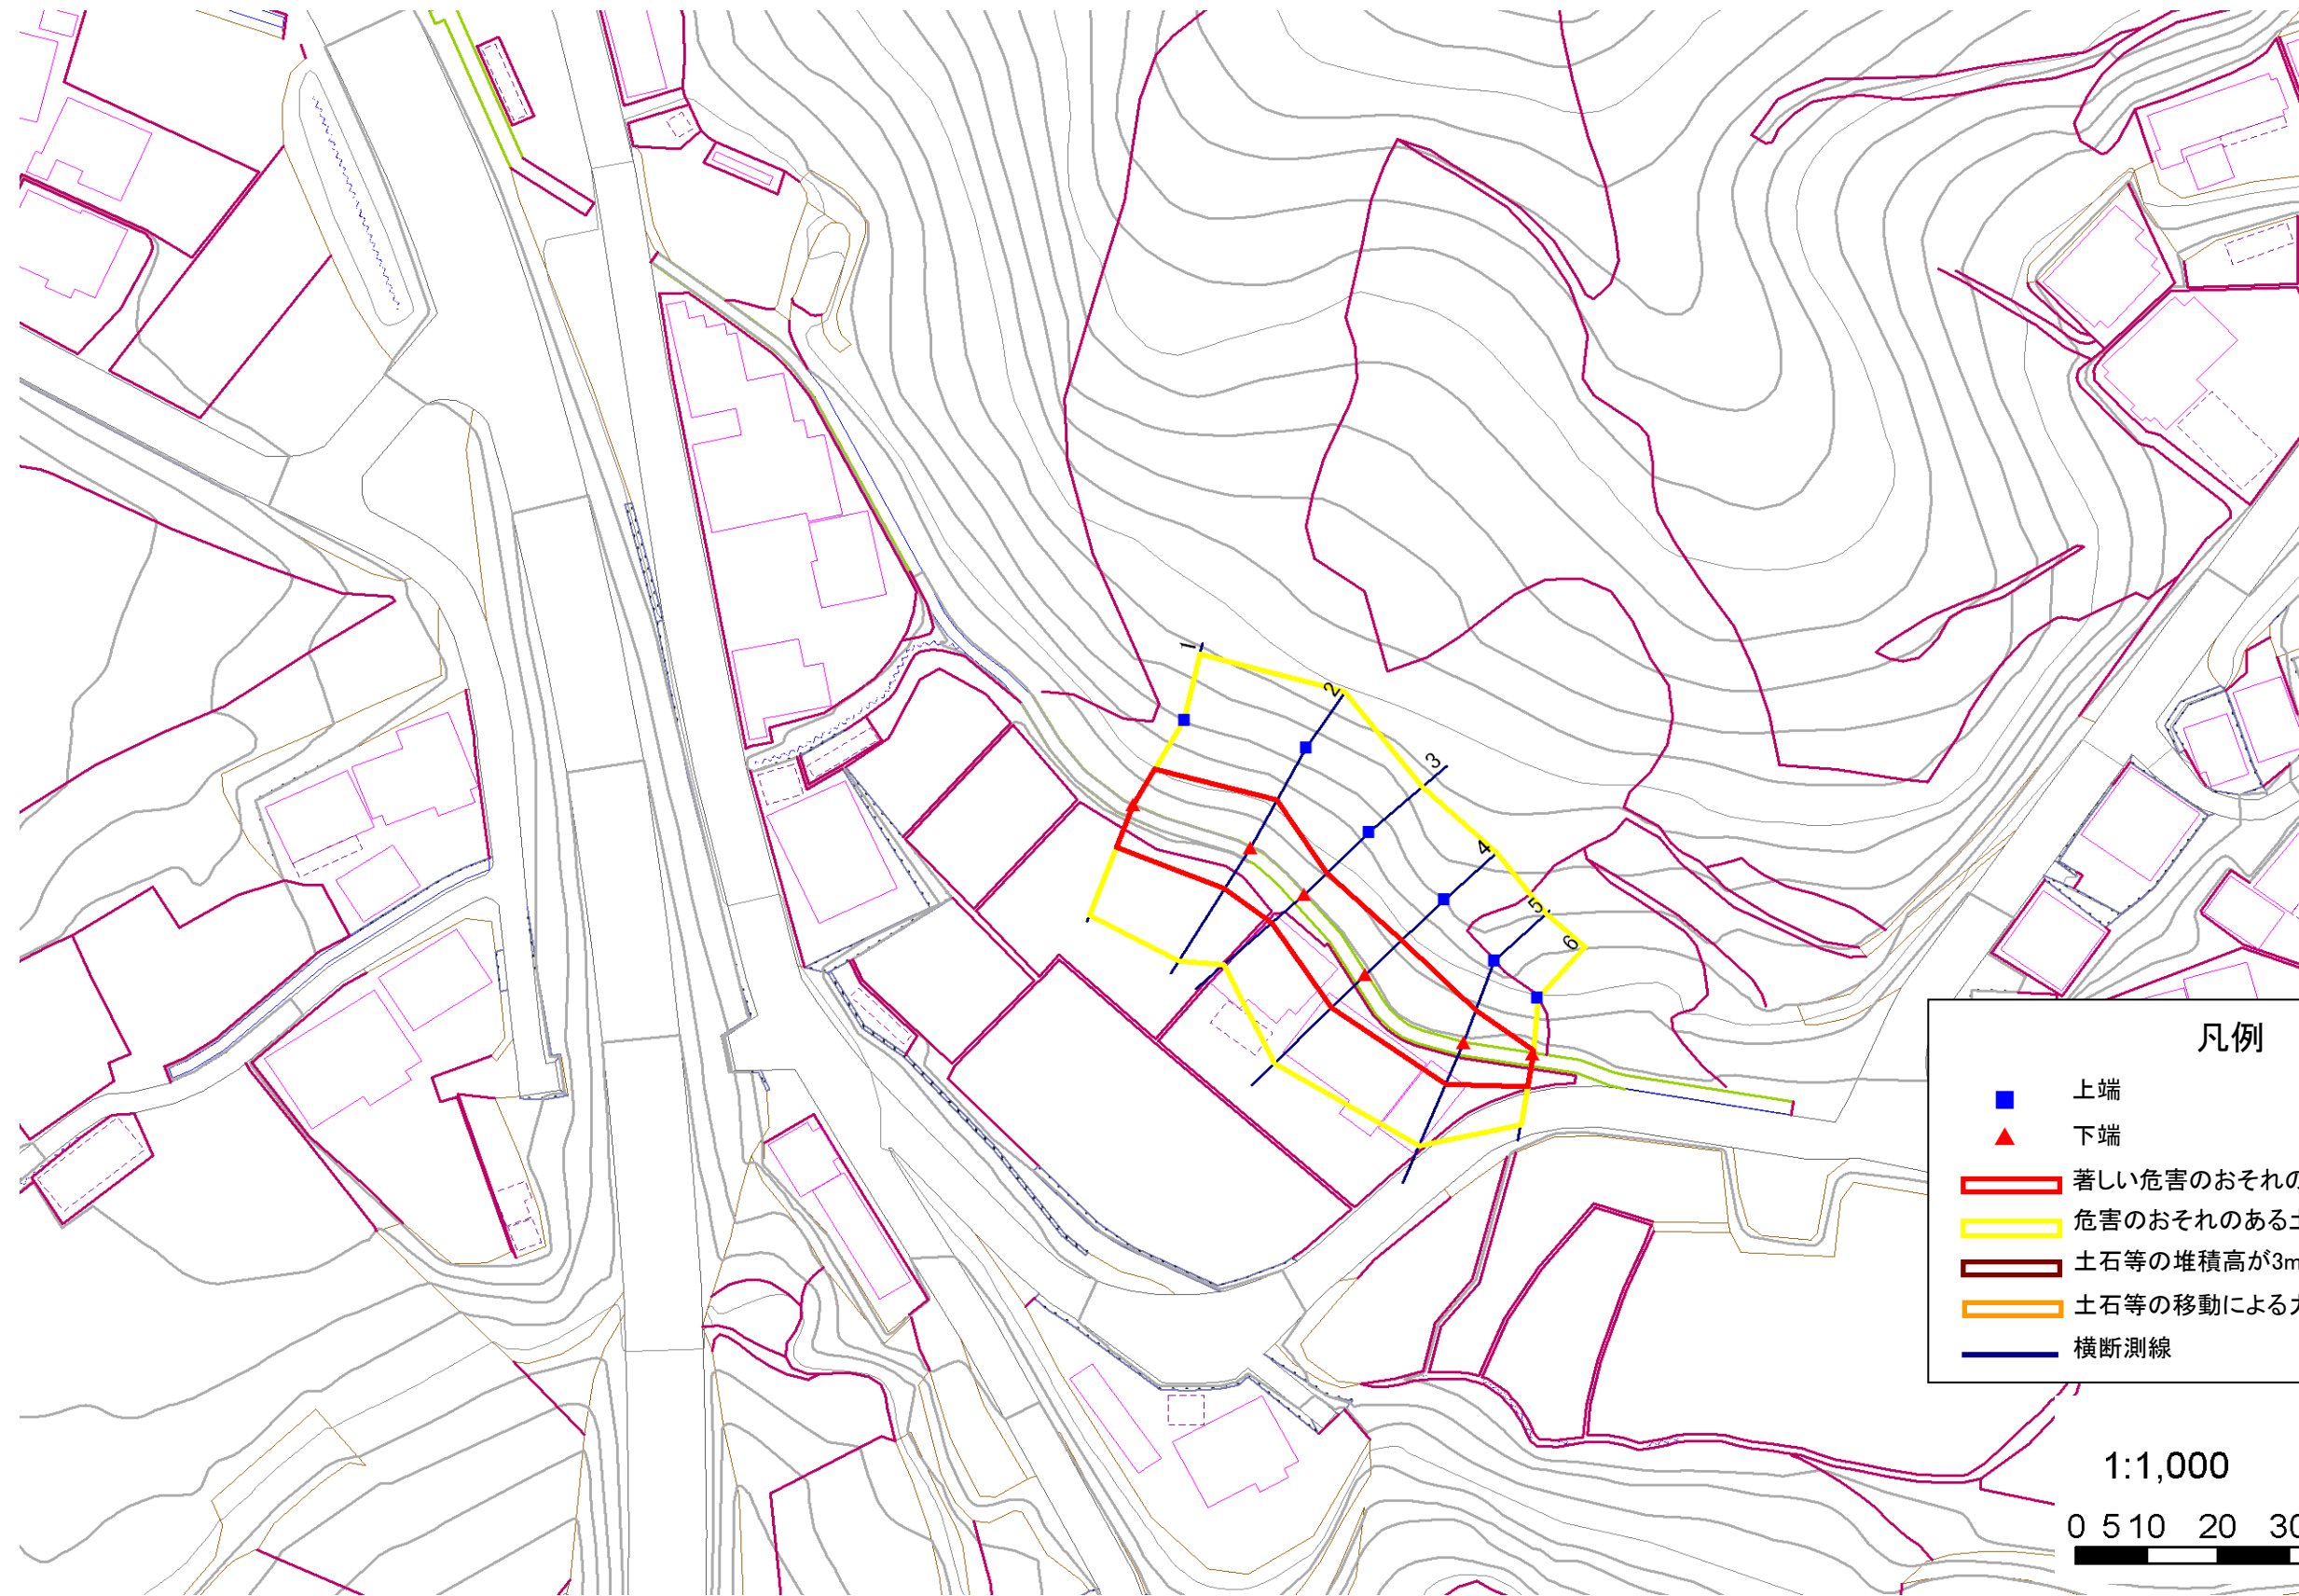 1
2
3
4
5
6
凡例
上端
下端
著しい危害のおそれの
危害のおそれのある土
土石等の堆積高が3m
土石等の移動による
横断測線
1:1,000
0 5 10 20 30